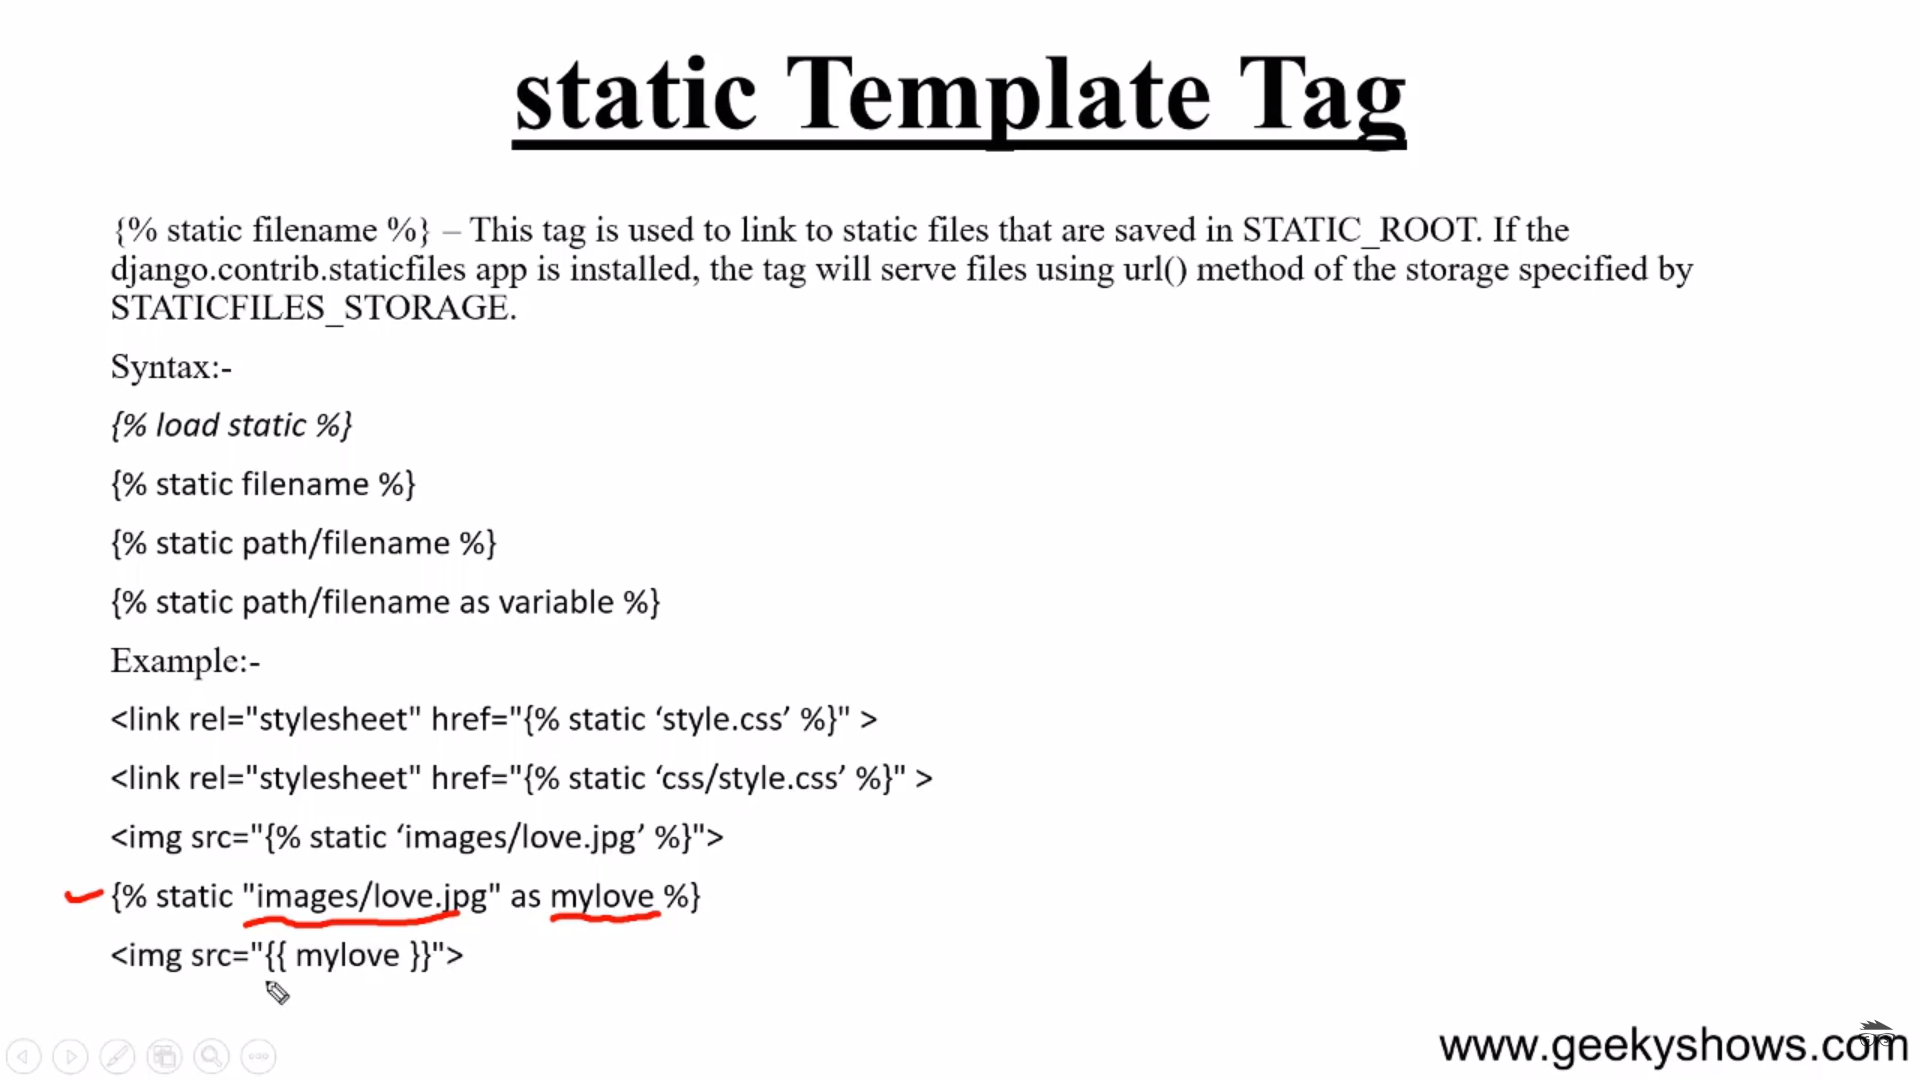 static Template Tag
{% static filename %} – This tag is used to link to static files that are saved in STATIC_ROOT. If the
django.contrib.staticfiles app is installed, the tag will serve files using url() method of the storage specified by
STATICFILES_STORAGE.
Syntax:-
{% load static %}
{% static filename %}
{% static path/filename %}
{% static path/filename as variable %}
Example:-
<link rel="stylesheet" href="{% static ‘style.css’ %}" >
<link rel="stylesheet" href="{% static ‘css/style.css’ %}" >
<img src="{% static ‘images/love.jpg’ %}">
{% static "images/love.jpg" as mylove %}
<img src="{{ mylove }}">
www.geekyshows.com